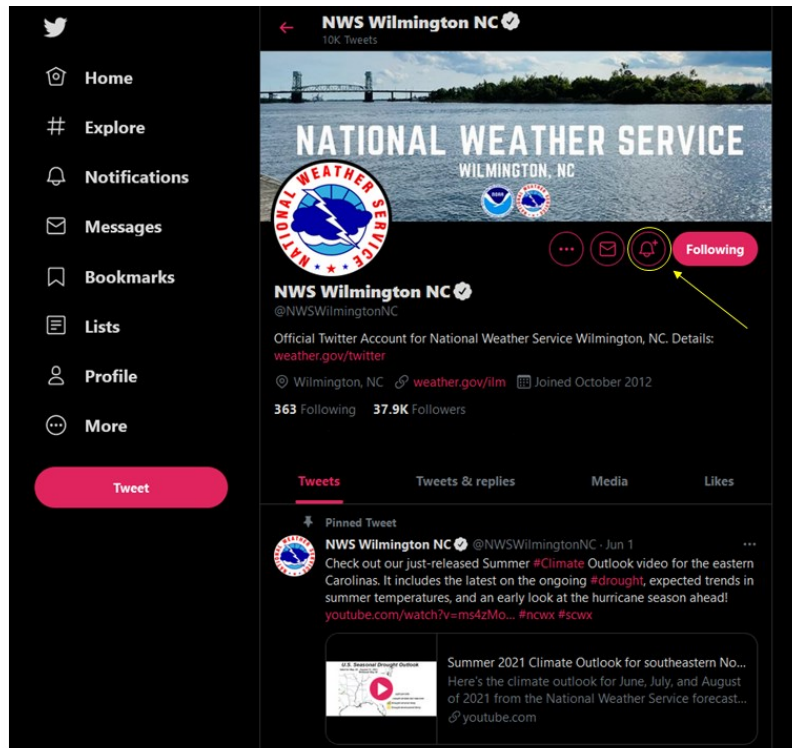 NWS Wilmington NC
10K Tweets
Home
Explore
Notifications
Messages
Bookmarks
Lists
Profile
More
Tweet
NATIONAL WEATHER SERVICE
WILMINGTON, NC
NATIONAL WEATHER SERVICE
Following
NWS Wilmington NC
@NWSWilmingtonNC
Official Twitter Account for National Weather Service Wilmington, NC. Details:
weather.gov/twitter
Wilmington, NC weather.gov/ilm Joined October 2012
363 Following 37.9K Followers
Tweets Tweets & replies Media Likes
Pinned Tweet
NWS Wilmington NC @NWSWilmingtonNC · Jun 1
Check out our just-released Summer #Climate Outlook video for the eastern
Carolinas. It includes the latest on the ongoing #drought, expected trends in
summer temperatures, and an early look at the hurricane season ahead!
youtube.com/watch?v=ms4zMo... #ncwx #scwx
U.S. Seasonal Drought Outlook
Summer 2021 Climate Outlook for southeastern No...
Here's the climate outlook for June, July, and August
of 2021 from the National Weather Service forecast...
youtube.com